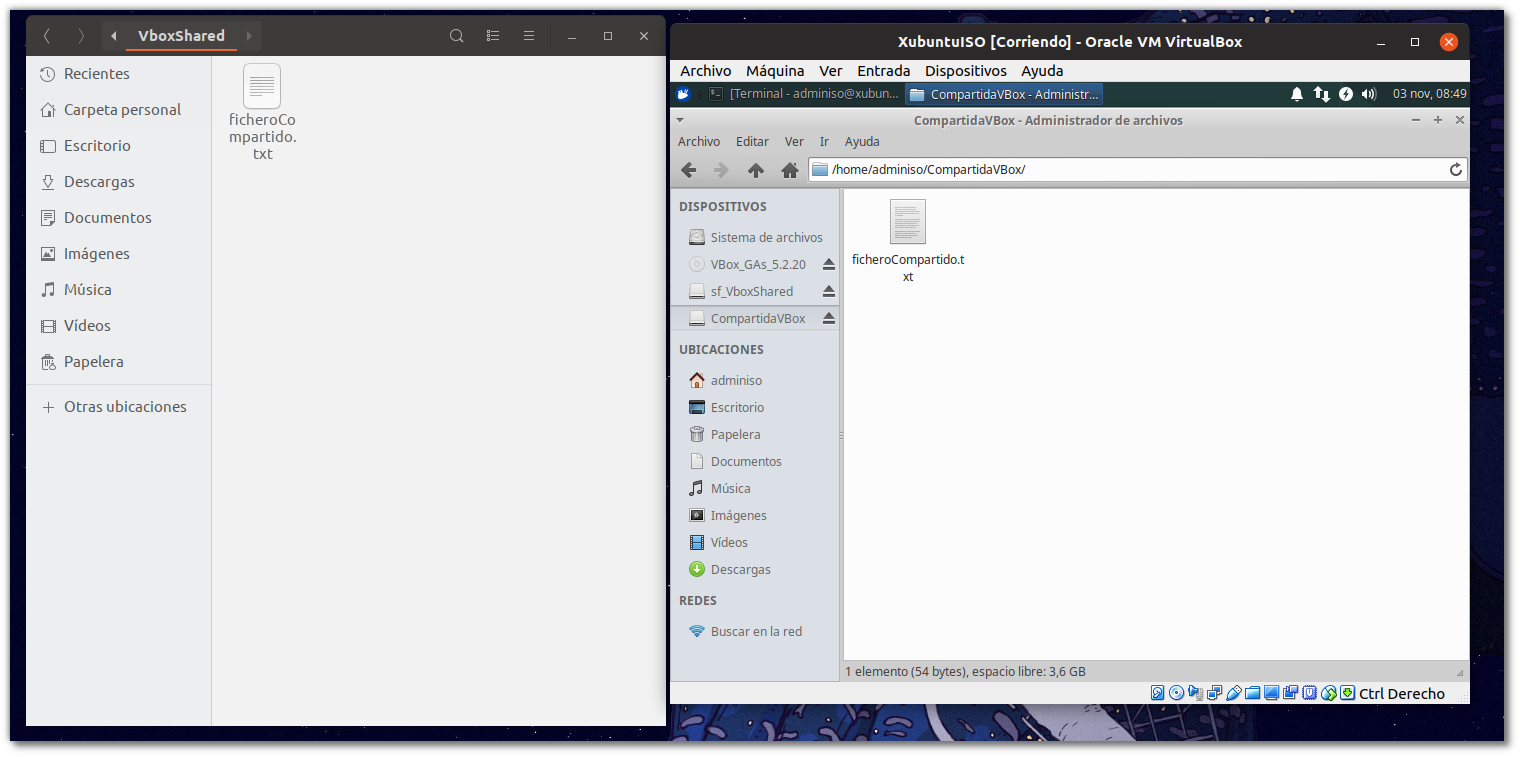 VboxShared
Recientes
Carpeta personal
Escritorio
Descargas
Documentos
Imágenes
Música
Vídeos
Papelera
Otras ubicaciones
ficheroCo
mpartido.
txt
XubuntuISO [Corriendo] - Oracle VM VirtualBox
Archivo Máquina Ver Entrada Dispositivos Ayuda
[Terminal - adminiso@xubun... CompartidaVBox - Administr... 03 nov, 08:49
CompartidaVBox - Administrador de archivos
Archivo Editar Ver Ir Ayuda
/home/adminiso/CompartidaVBox/
DISPOSITIVOS
Sistema de archivos
VBox_GAs_5.2.20
sf_VboxShared
CompartidaVBox
UBICACIONES
adminiso
Escritorio
Papelera
Documentos
Música
Imágenes
Vídeos
Descargas
REDES
Buscar en la red
ficheroCompartido.t
xt
1 elemento (54 bytes), espacio libre: 3,6 GB
Ctrl Derecho